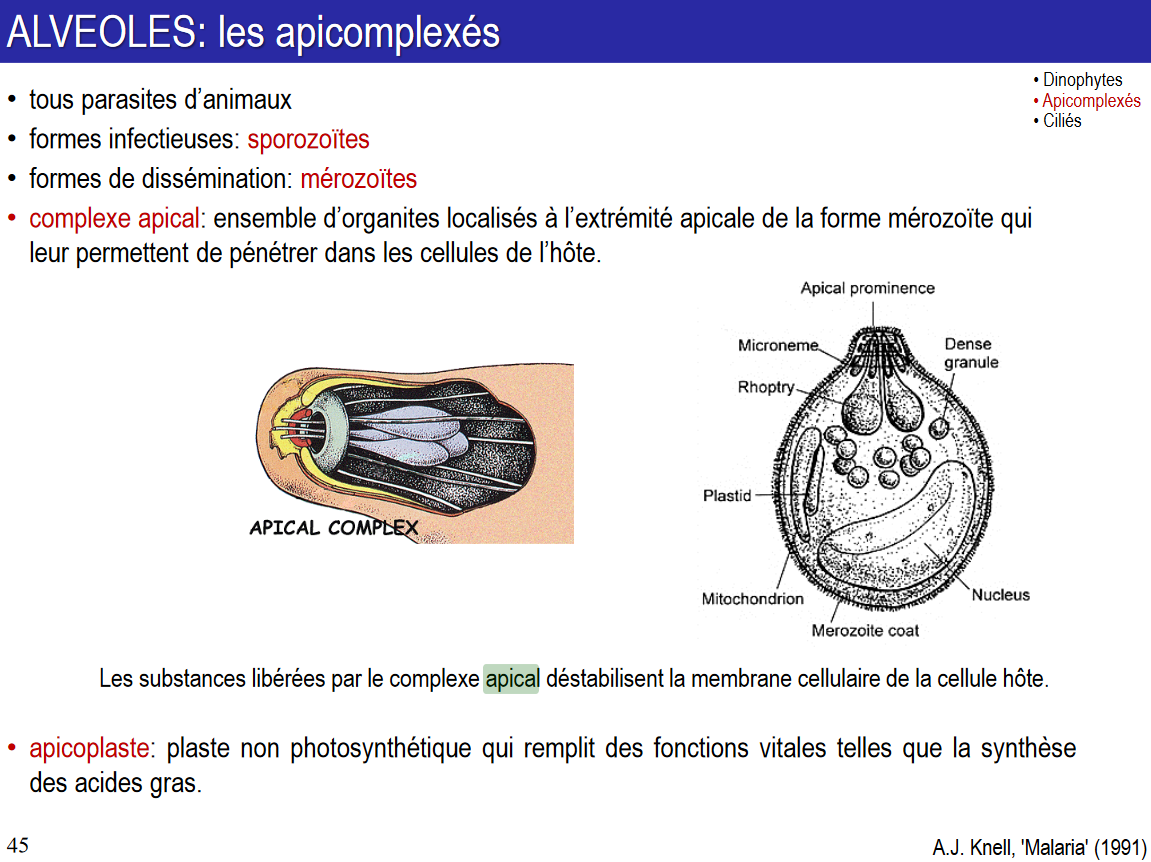 ALVEOLES: les apicomplexés
• Dinophytes
• Apicomplexés
• Ciliés
• tous parasites d’animaux
• formes infectieuses: sporozoïtes
• formes de dissémination: mérozoïtes
• complexe apical: ensemble d’organites localisés à l’extrémité apicale de la forme mérozoïte qui
leur permettent de pénétrer dans les cellules de l’hôte.
APICAL COMPLEX
Apical prominence
Microneme
Dense
granule
Rhoptry
Plastid
Mitochondrion
Nucleus
Merozoite coat
Les substances libérées par le complexe apical déstabilisent la membrane cellulaire de la cellule hôte.
• apicoplaste: plaste non photosynthétique qui remplit des fonctions vitales telles que la synthèse
des acides gras.
45
A.J. Knell, 'Malaria' (1991)